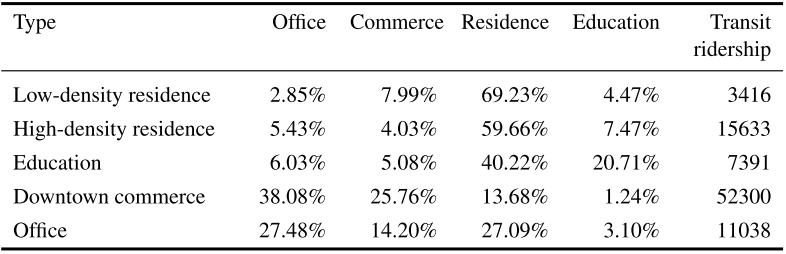 Type Office Commerce Residence Education Transit
ridership
Low-density residence 2.85% 7.99% 69.23% 4.47% 3416
High-density residence 5.43% 4.03% 59.66% 7.47% 15633
Education 6.03% 5.08% 40.22% 20.71% 7391
Downtown commerce 38.08% 25.76% 13.68% 1.24% 52300
Office 27.48% 14.20% 27.09% 3.10% 11038